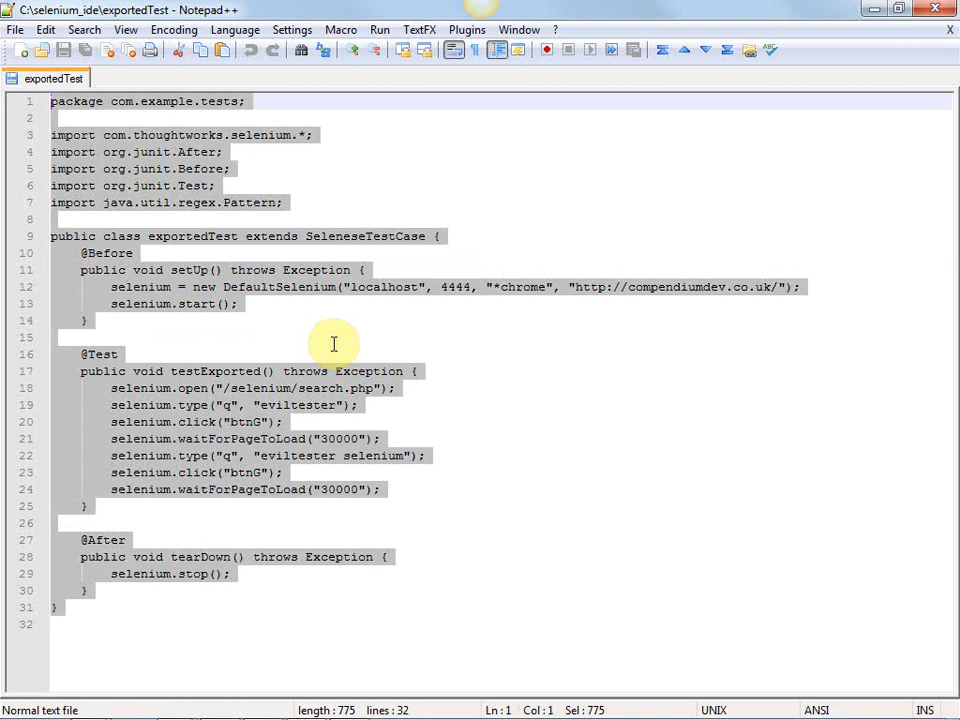 C:\selenium_ide\exportedTest - Notepad++
File Edit Search View Encoding Language Settings Macro Run TextFX Plugins Window ? X
exportedTest
1 package com.example.tests;
2
3 import com.thoughtworks.selenium.*;
4 import org.junit.After;
5 import org.junit.Before;
6 import org.junit.Test;
7 import java.util.regex.Pattern;
8
9 public class exportedTest extends SeleneseTestCase {
10 @Before
11 public void setUp() throws Exception {
12 selenium = new DefaultSelenium("localhost", 4444, "*chrome", "http://compendiumdev.co.uk/");
13 selenium.start();
14 }
15
16 @Test
17 public void testExported() throws Exception {
18 selenium.open("/selenium/search.php");
19 selenium.type("q", "eviltester");
20 selenium.click("btnG");
21 selenium.waitForPageToLoad("30000");
22 selenium.type("q", "eviltester selenium");
23 selenium.click("btnG");
24 selenium.waitForPageToLoad("30000");
25 }
26
27 @After
28 public void tearDown() throws Exception {
29 selenium.stop();
30 }
31 }
32
Normal text file length : 775 lines : 32 Ln : 1 Col : 1 Sel : 775 UNIX ANSI INS